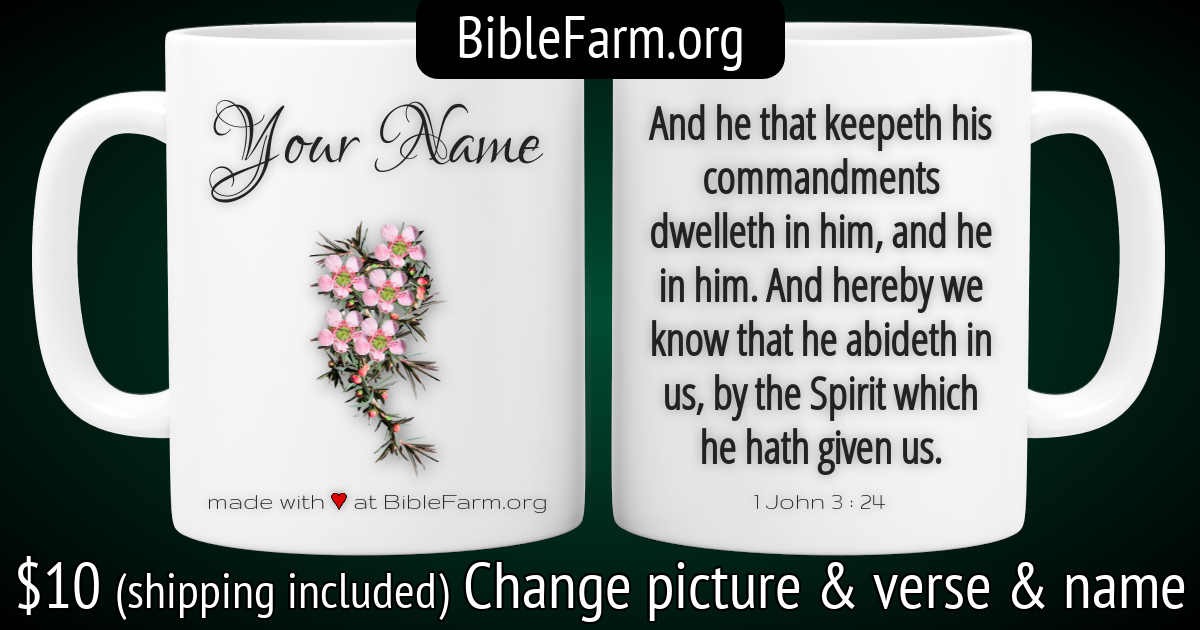 BibleFarm.org
Your Name
made with ♥ at BibleFarm.org
And he that keepeth his
commandments
dwelleth in him, and he
in him. And hereby we
know that he abideth in
us, by the Spirit which
he hath given us.
1 John 3 : 24
$10 (shipping included) Change picture & verse & name